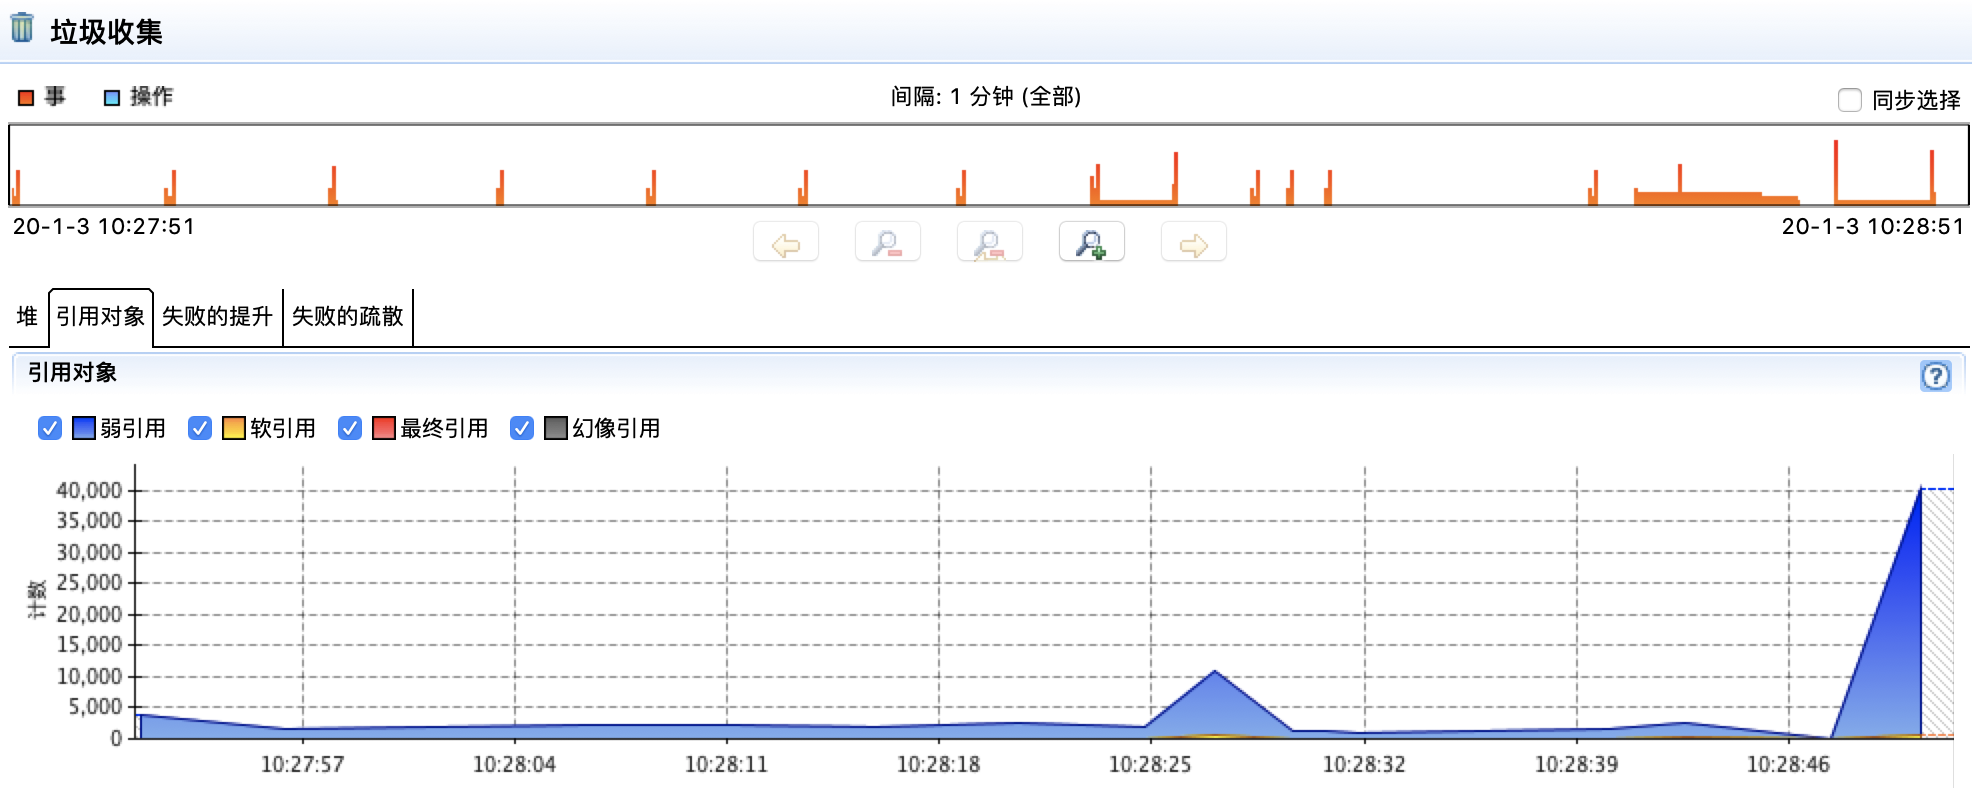 垃圾收集
事 操作 间隔: 1 分钟 (全部) 同步选择
20-1-3 10:27:51 20-1-3 10:28:51
堆 引用对象 失败的提升 失败的疏散
引用对象 ?
弱引用 软引用 最终引用 幻像引用
40,000
35,000
30,000
25,000
20,000
15,000
10,000
5,000
0
计数
10:27:57 10:28:04 10:28:11 10:28:18 10:28:25 10:28:32 10:28:39 10:28:46